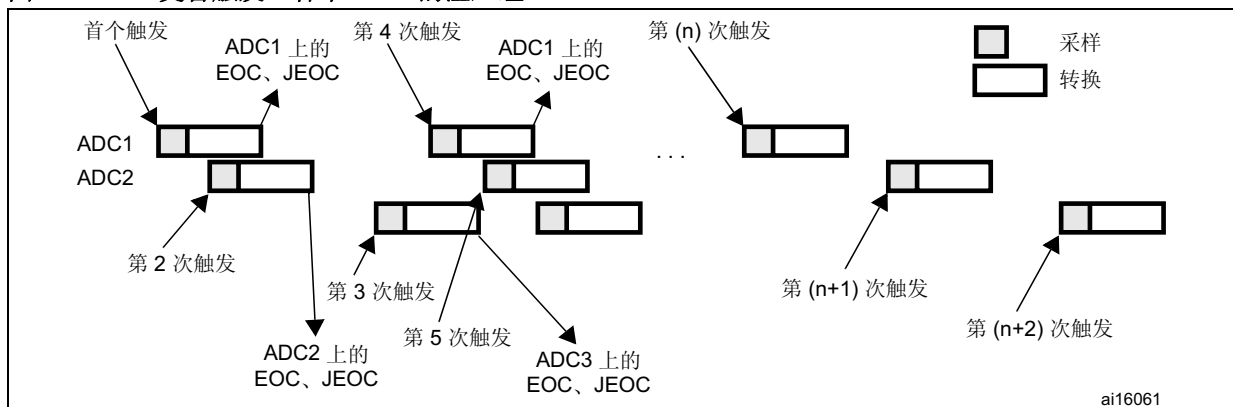 首个触发
ADC1 上的
EOC、JEOC
第 4 次触发
ADC1 上的
EOC、JEOC
第 (n) 次触发
采样
转换
ADC1
ADC2
. . .
第 2 次触发
第 3 次触发
第 5 次触发
第 (n+1) 次触发
第 (n+2) 次触发
ADC2 上的
EOC、JEOC
ADC3 上的
EOC、JEOC
ai16061